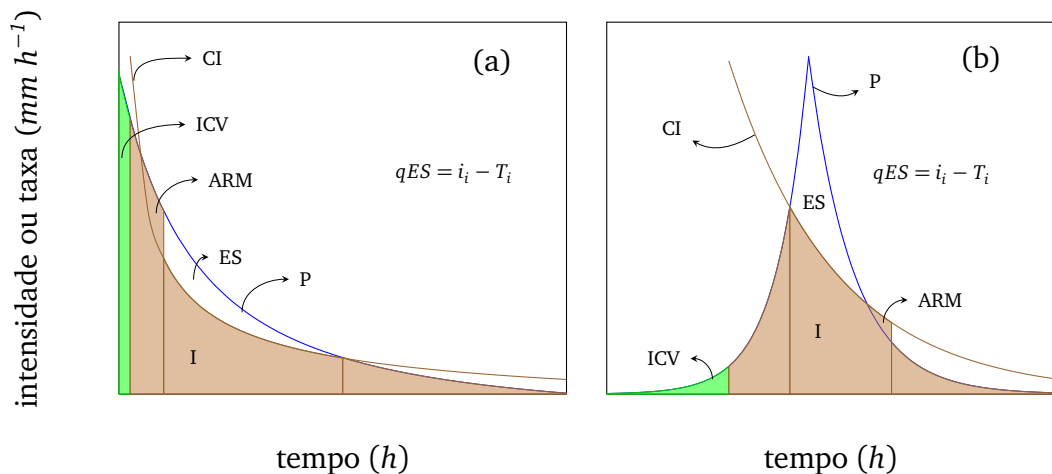 intensidade ou taxa (mm h⁻¹)
(a)
CI
ICV
ARM
qES = iᵢ − Tᵢ
ES
P
I
tempo (h)
(b)
P
CI
qES = iᵢ − Tᵢ
ES
ARM
I
ICV
tempo (h)